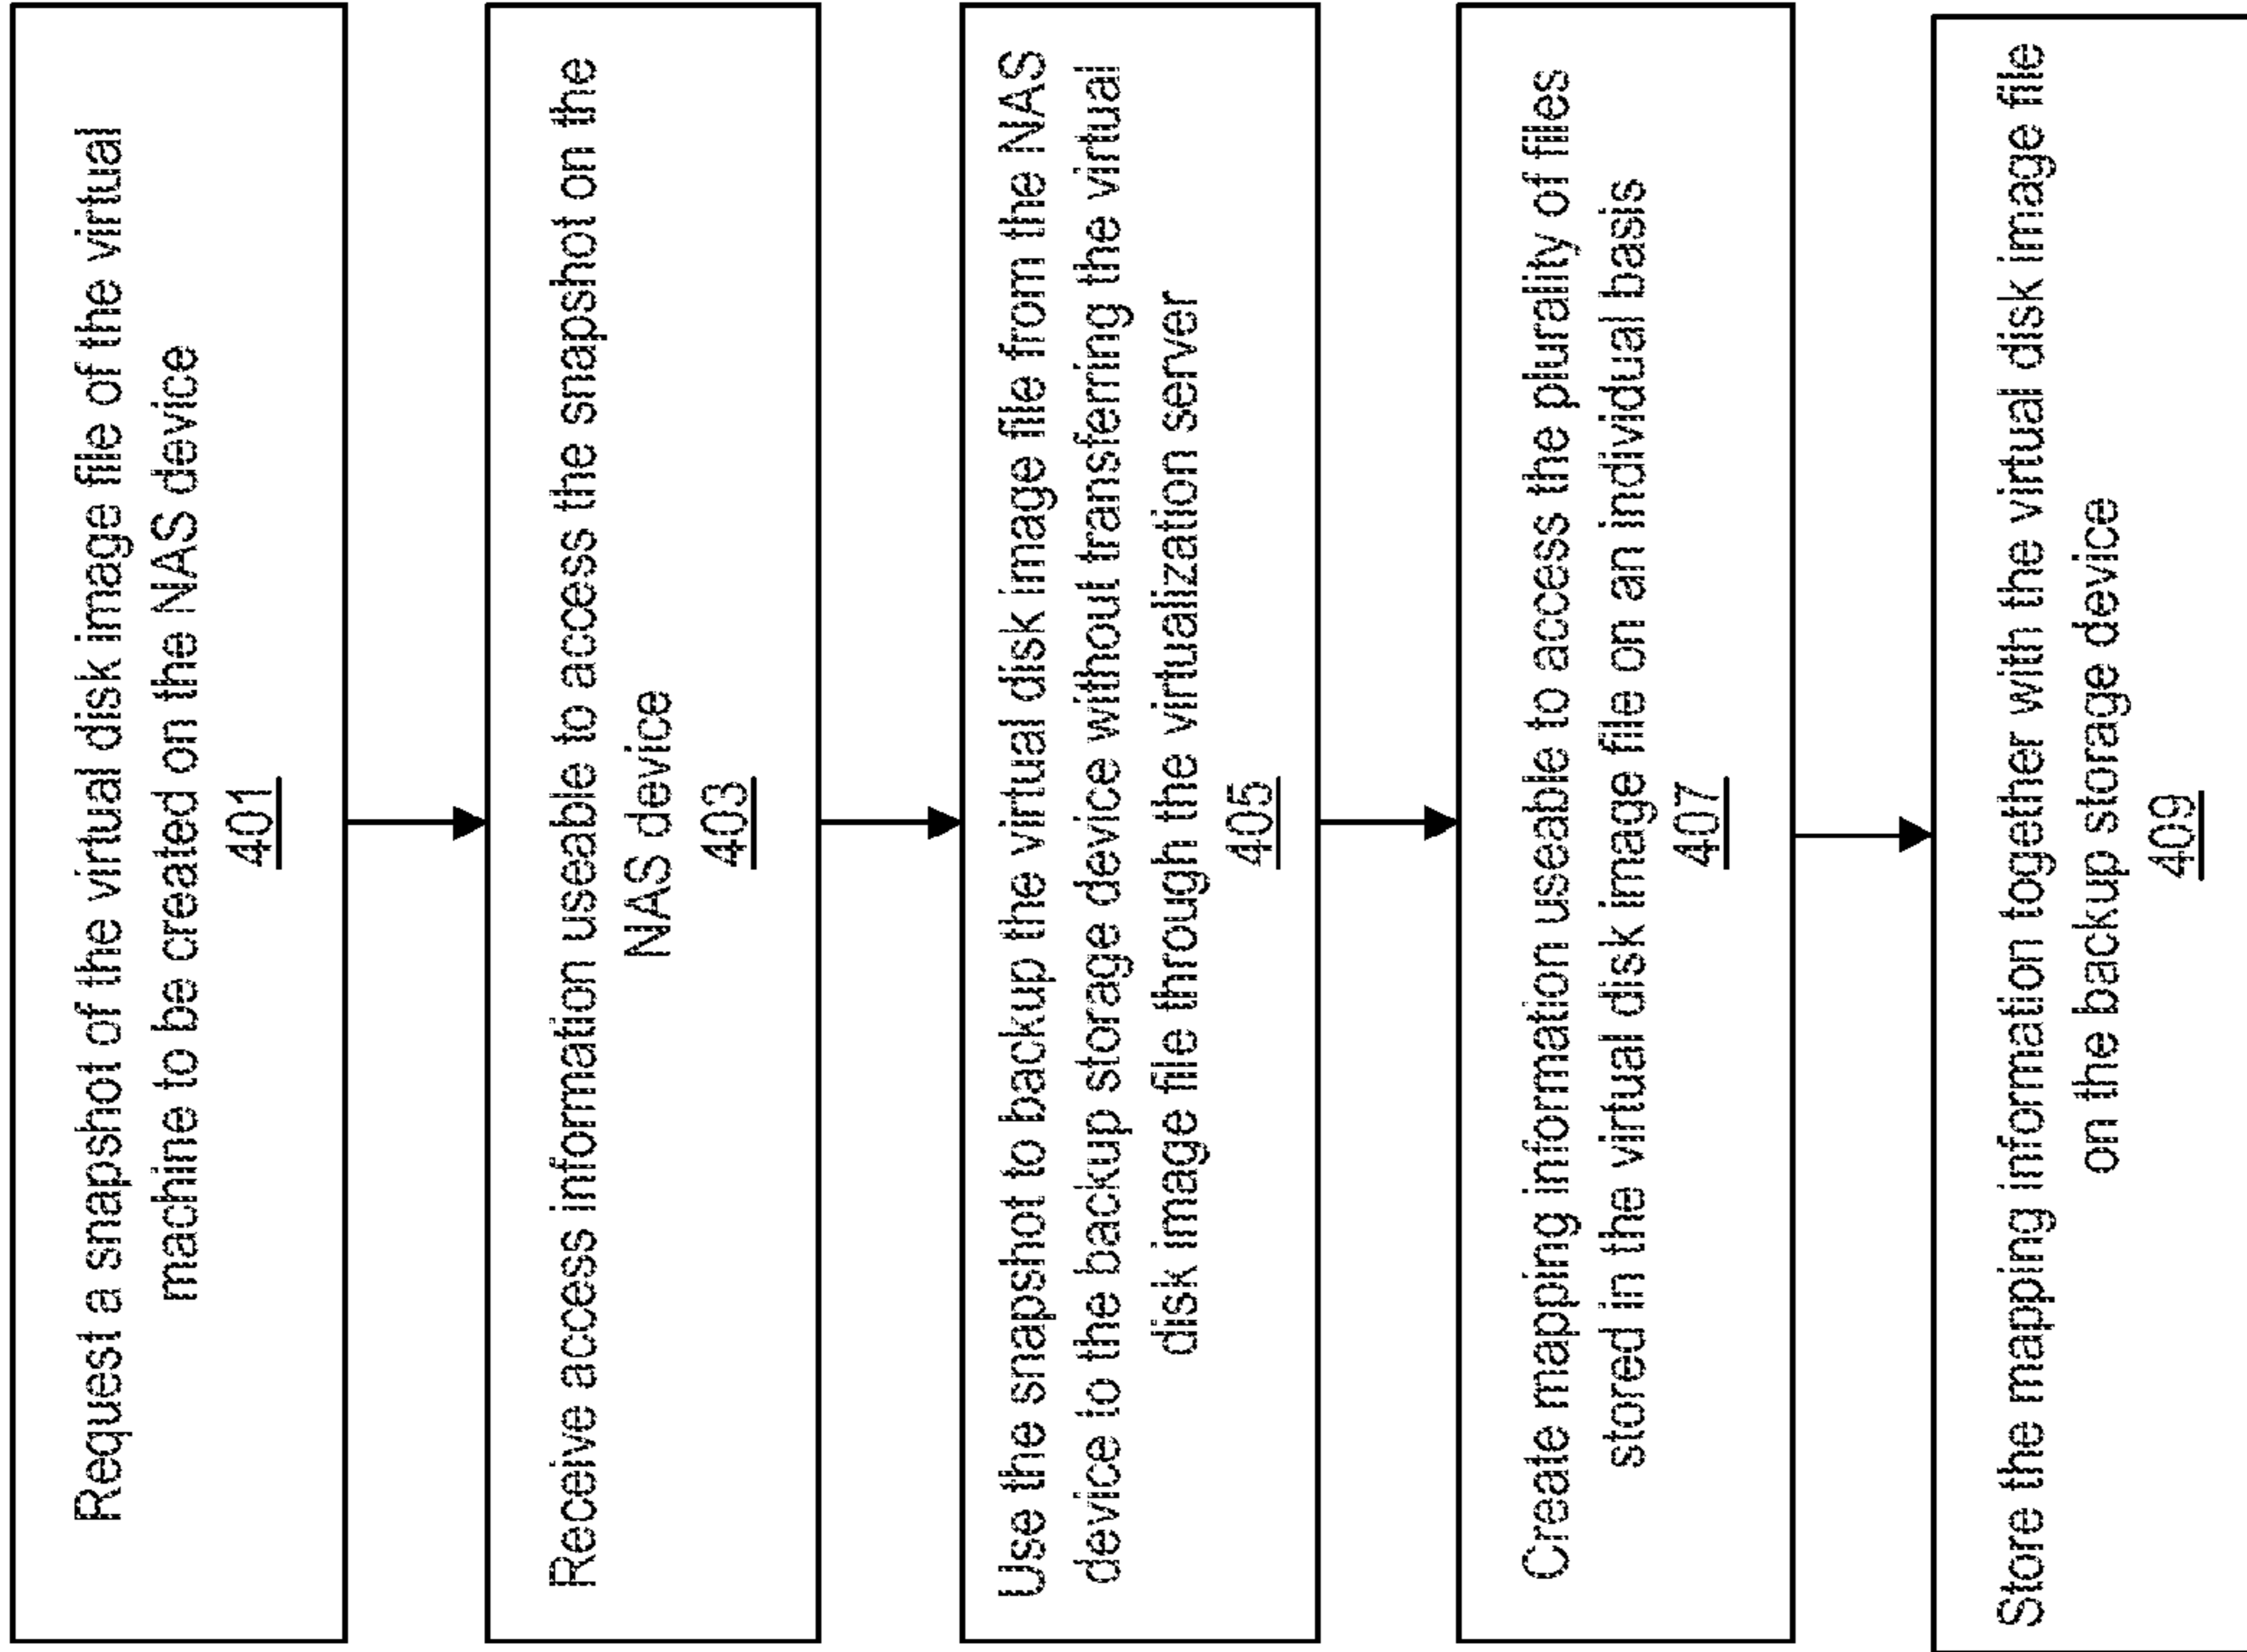 Request a snapshot of the virtual disk image file of the virtual
machine to be created on the NAS device
401
Receive access information useable to access the snapshot on the
NAS device
403
Use the snapshot to backup the virtual disk image file from the NAS
device to the backup storage device without transferring the virtual
disk image file through the virtualization server
405
Create mapping information useable to access the plurality of files
stored in the virtual disk image file on an individual basis
407
Store the mapping information together with the virtual disk image file
on the backup storage device
409